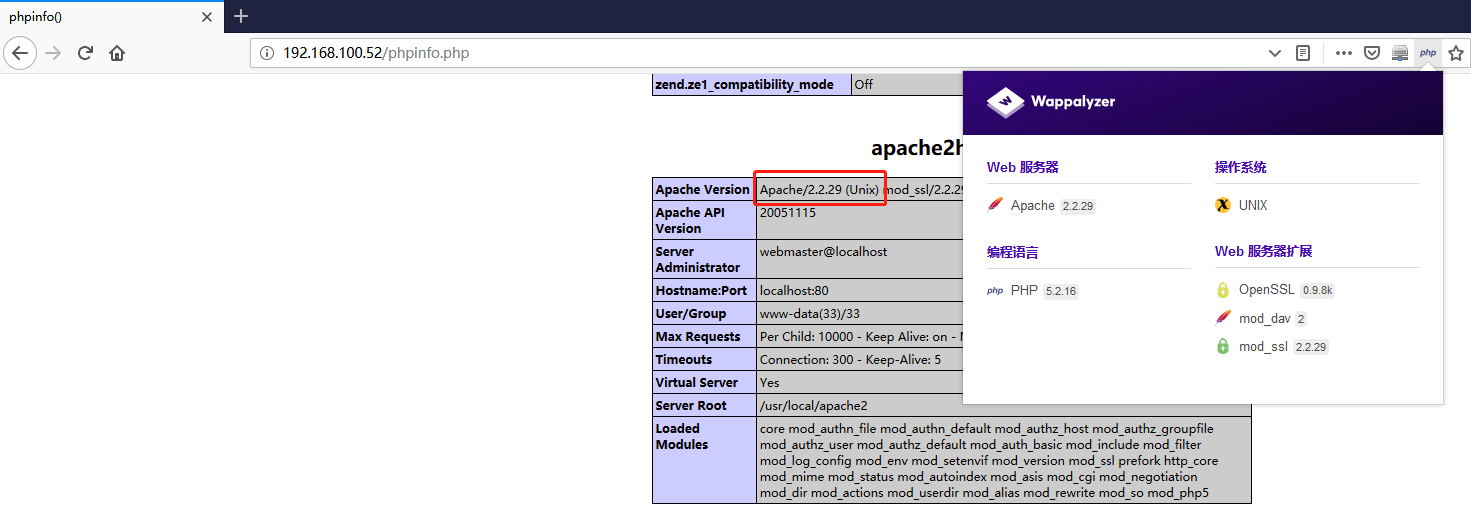 phpinfo()
192.168.100.52/phpinfo.php
php
zend.ze1_compatibility_mode Off
apache2h
Apache Version Apache/2.2.29 (Unix) mod_ssl/2.2.29
Apache API 20051115
Version
Server webmaster@localhost
Administrator
Hostname:Port localhost:80
User/Group www-data(33)/33
Max Requests Per Child: 10000 - Keep Alive: on -
Timeouts Connection: 300 - Keep-Alive: 5
Virtual Server Yes
Server Root /usr/local/apache2
Loaded core mod_authn_file mod_authn_default mod_authz_host mod_authz_groupfile
Modules mod_authz_user mod_authz_default mod_auth_basic mod_include mod_filter
mod_log_config mod_env mod_setenvif mod_version mod_ssl prefork http_core
mod_mime mod_status mod_autoindex mod_asis mod_cgi mod_negotiation
mod_dir mod_actions mod_userdir mod_alias mod_rewrite mod_so mod_php5
W Wappalyzer
Web 服务器
Apache 2.2.29
编程语言
php PHP 5.2.16
操作系统
UNIX
Web 服务器扩展
OpenSSL 0.9.8k
mod_dav 2
mod_ssl 2.2.29